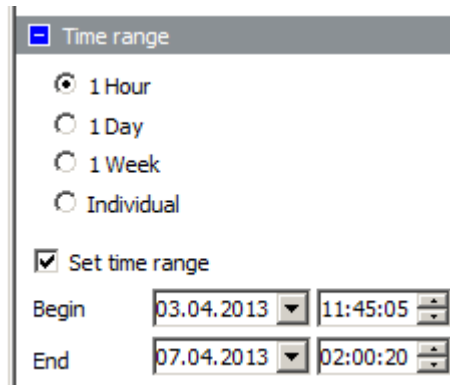 Time range
1 Hour
1 Day
1 Week
Individual
Set time range
Begin 03.04.2013 11:45:05
End 07.04.2013 02:00:20